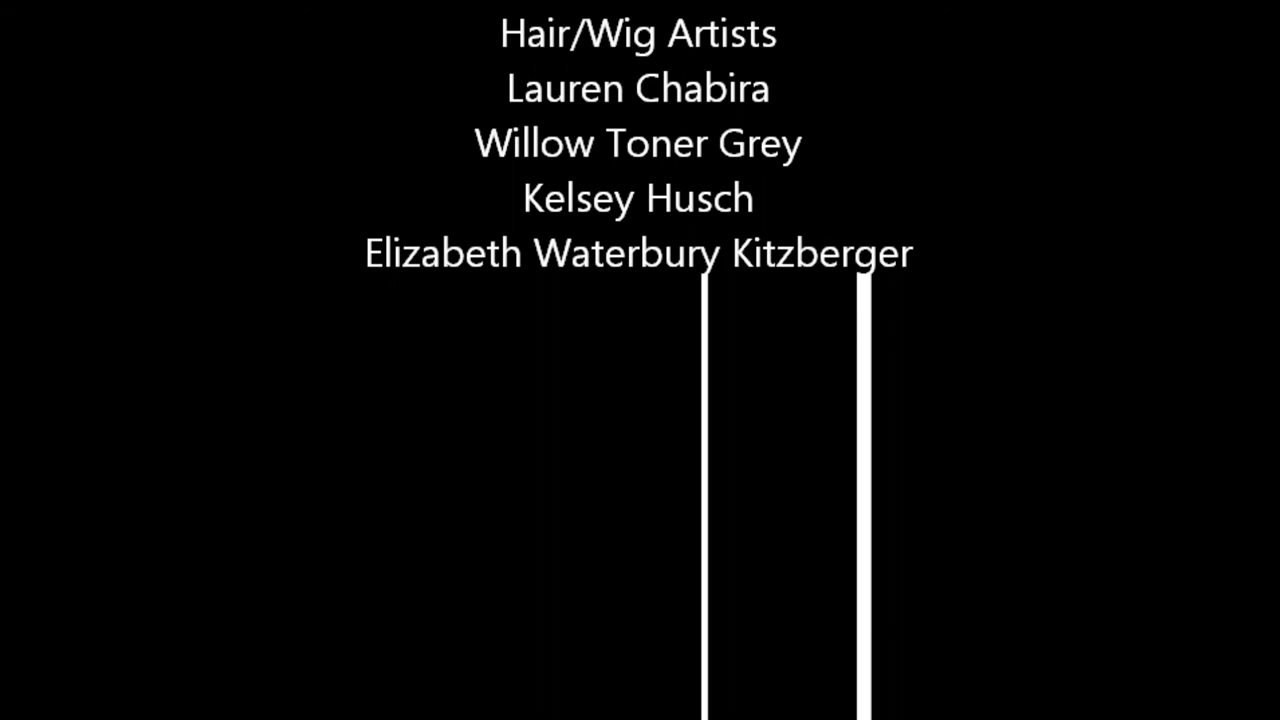 Hair/Wig Artists
Lauren Chabira
Willow Toner Grey
Kelsey Husch
Elizabeth Waterbury Kitzberger